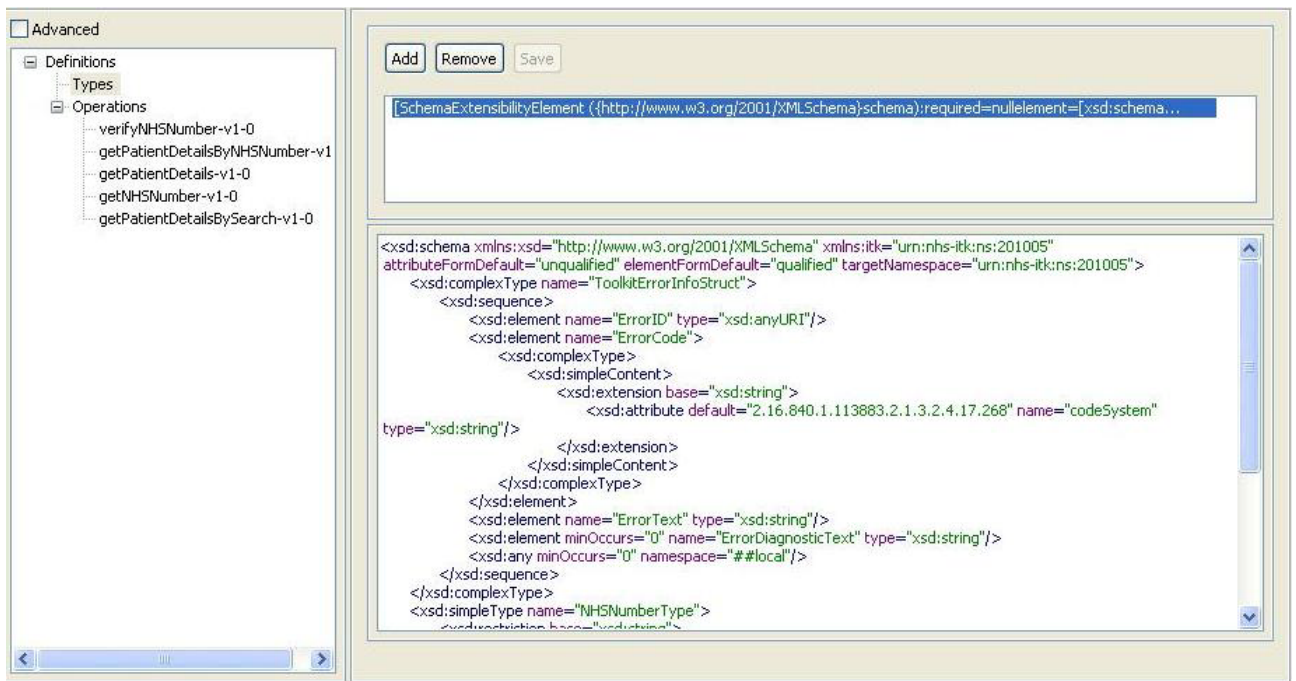 Advanced
Definitions
Types
Operations
verifyNHSNumber-v1-0
getPatientDetailsByNHSNumber-v1
getPatientDetails-v1-0
getNHSNumber-v1-0
getPatientDetailsBySearch-v1-0
Add Remove Save
[SchemaExtensibilityElement ({http://www.w3.org/2001/XMLSchema}schema):required=nullelement=[xsd:schema...
<xsd:schema xmlns:xsd="http://www.w3.org/2001/XMLSchema" xmlns:itk="urn:nhs-itk:ns:201005"
attributeFormDefault="unqualified" elementFormDefault="qualified" targetNamespace="urn:nhs-itk:ns:201005">
<xsd:complexType name="ToolkitErrorInfoStruct">
<xsd:sequence>
<xsd:element name="ErrorID" type="xsd:anyURI"/>
<xsd:element name="ErrorCode">
<xsd:complexType>
<xsd:simpleContent>
<xsd:extension base="xsd:string">
<xsd:attribute default="2.16.840.1.113883.2.1.3.2.4.17.268" name="codeSystem"
type="xsd:string"/>
</xsd:extension>
</xsd:simpleContent>
</xsd:complexType>
</xsd:element>
<xsd:element name="ErrorText" type="xsd:string"/>
<xsd:element minOccurs="0" name="ErrorDiagnosticText" type="xsd:string"/>
<xsd:any minOccurs="0" namespace="##local"/>
</xsd:sequence>
</xsd:complexType>
<xsd:simpleType name="NHSNumberType">
<xsd:restriction base="xsd:string">